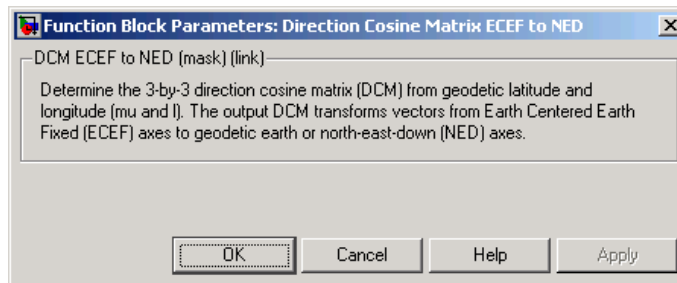 Function Block Parameters: Direction Cosine Matrix ECEF to NED
DCM ECEF to NED (mask) (link)
Determine the 3-by-3 direction cosine matrix (DCM) from geodetic latitude and
longitude (mu and l). The output DCM transforms vectors from Earth Centered Earth
Fixed (ECEF) axes to geodetic earth or north-east-down (NED) axes.
OK Cancel Help Apply